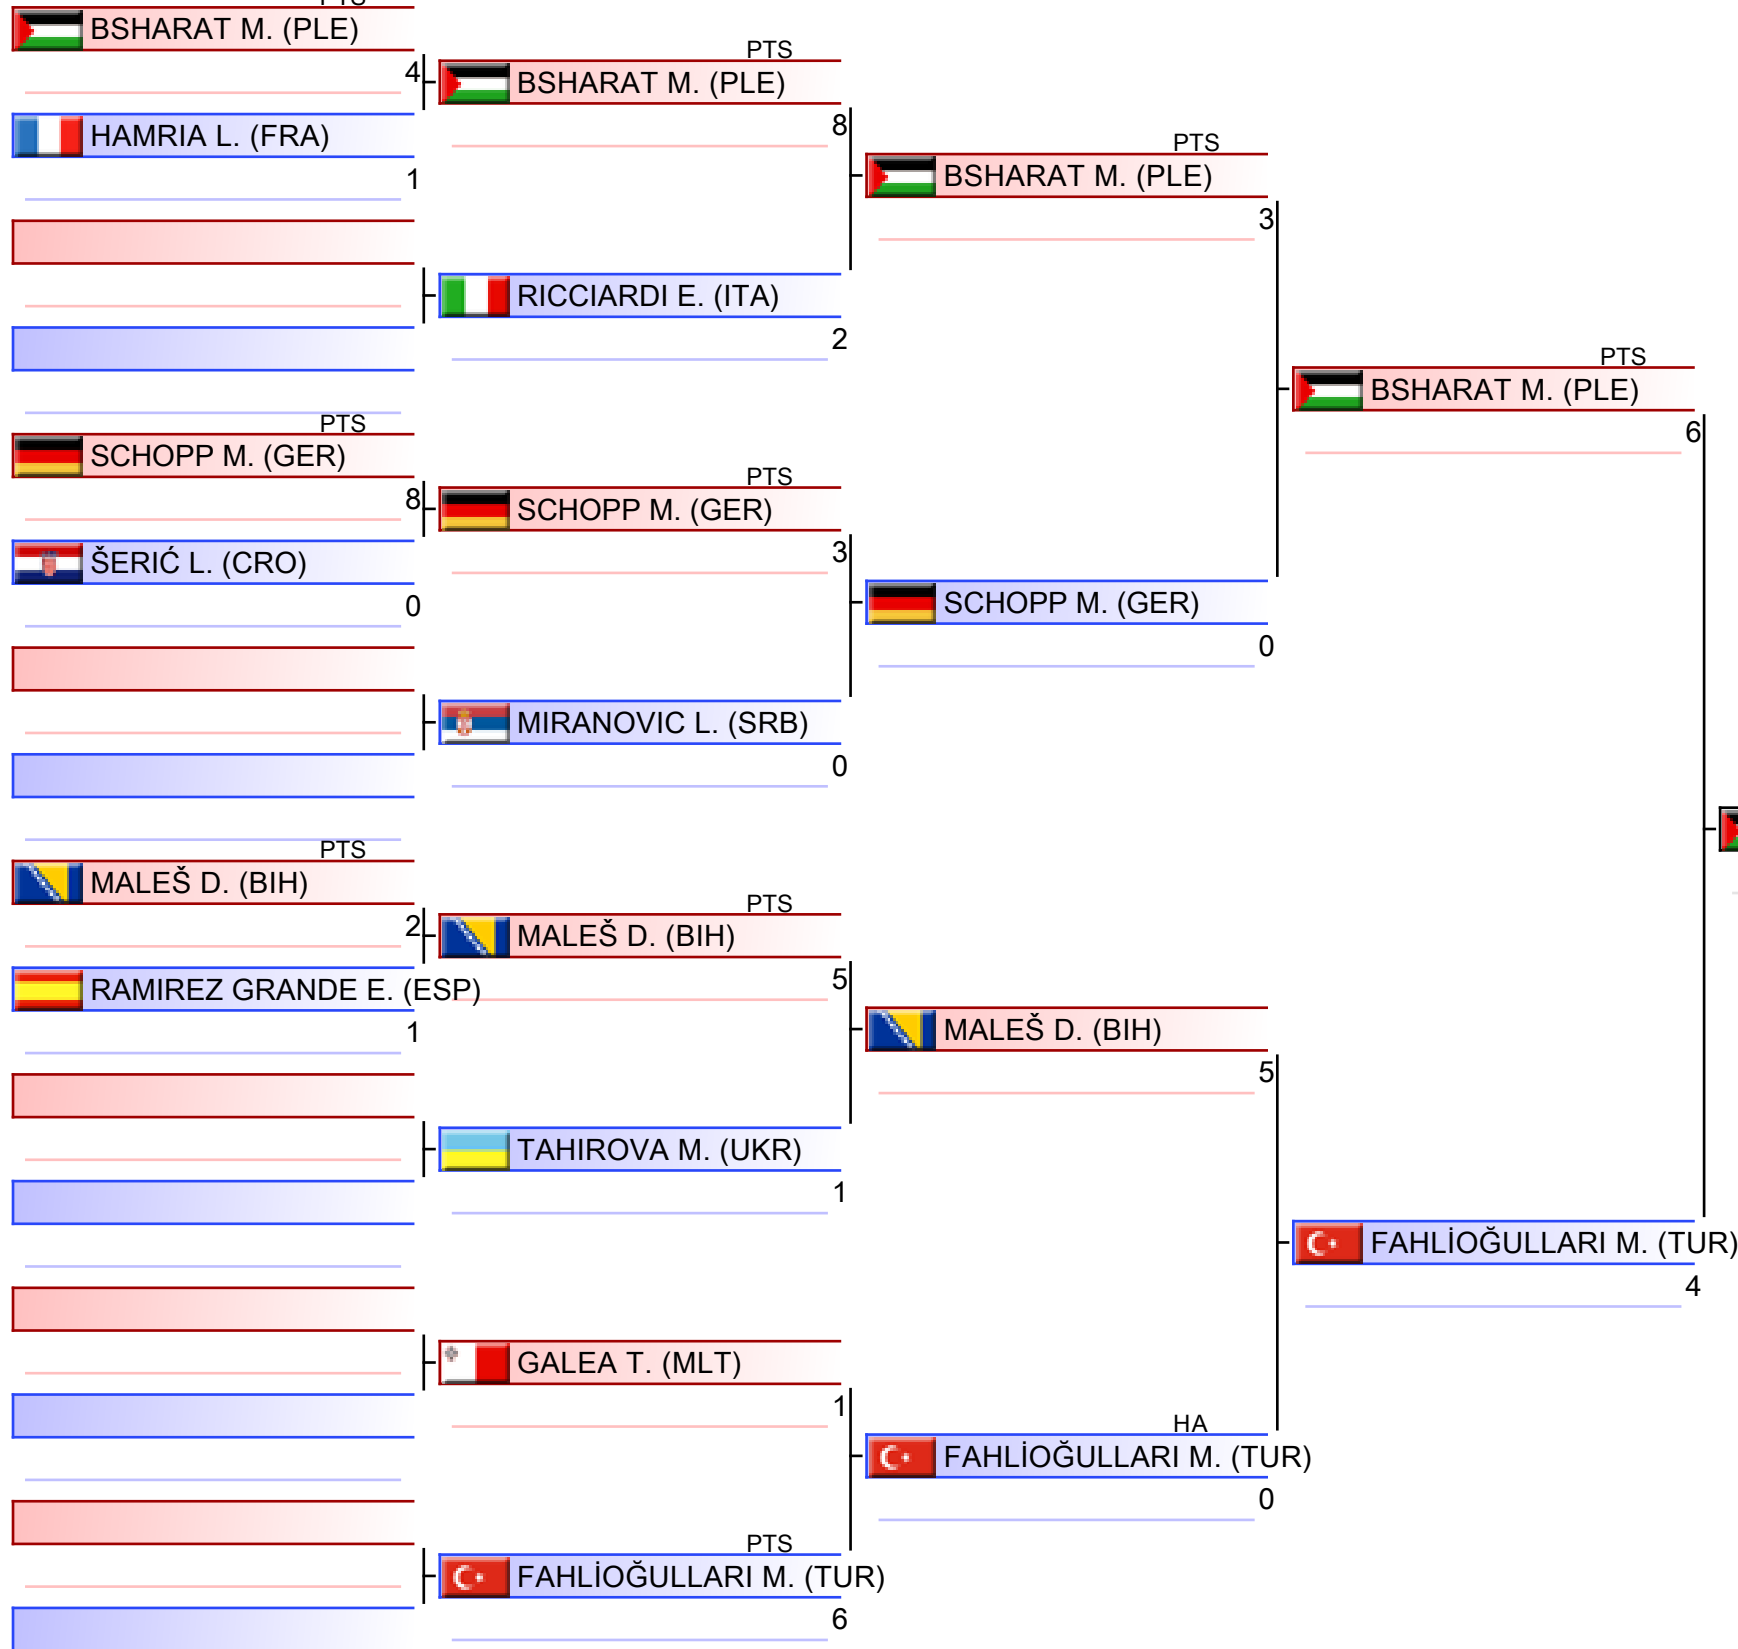 PTS
BSHARAT M. (PLE)
4
HAMRIA L. (FRA)
1
PTS
SCHOPP M. (GER)
8
ŠERIĆ L. (CRO)
0
PTS
MALEŠ D. (BIH)
2
RAMIREZ GRANDE E. (ESP)
1
PTS
BSHARAT M. (PLE)
8
RICCIARDI E. (ITA)
2
PTS
SCHOPP M. (GER)
3
MIRANOVIC L. (SRB)
0
PTS
MALEŠ D. (BIH)
5
TAHIROVA M. (UKR)
1
GALEA T. (MLT)
1
PTS
FAHLİOĞULLARI M. (TUR)
6
PTS
BSHARAT M. (PLE)
3
SCHOPP M. (GER)
0
MALEŠ D. (BIH)
5
HA
FAHLİOĞULLARI M. (TUR)
0
PTS
BSHARAT M. (PLE)
6
FAHLİOĞULLARI M. (TUR)
4